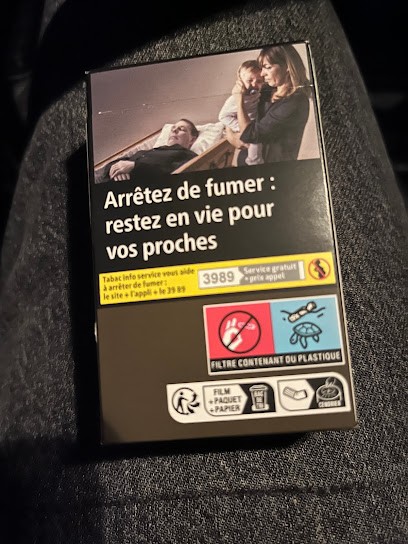 Arrêtez de fumer :
restez en vie pour
vos proches
Tabac info service vous aide
à arrêter de fumer :
le site + l'appli + le 39 89
3989
Service gratuit
+ prix appel
FILTRE CONTENANT DU PLASTIQUE
FILM
+ PAQUET
+ PAPIER
CENDRIER